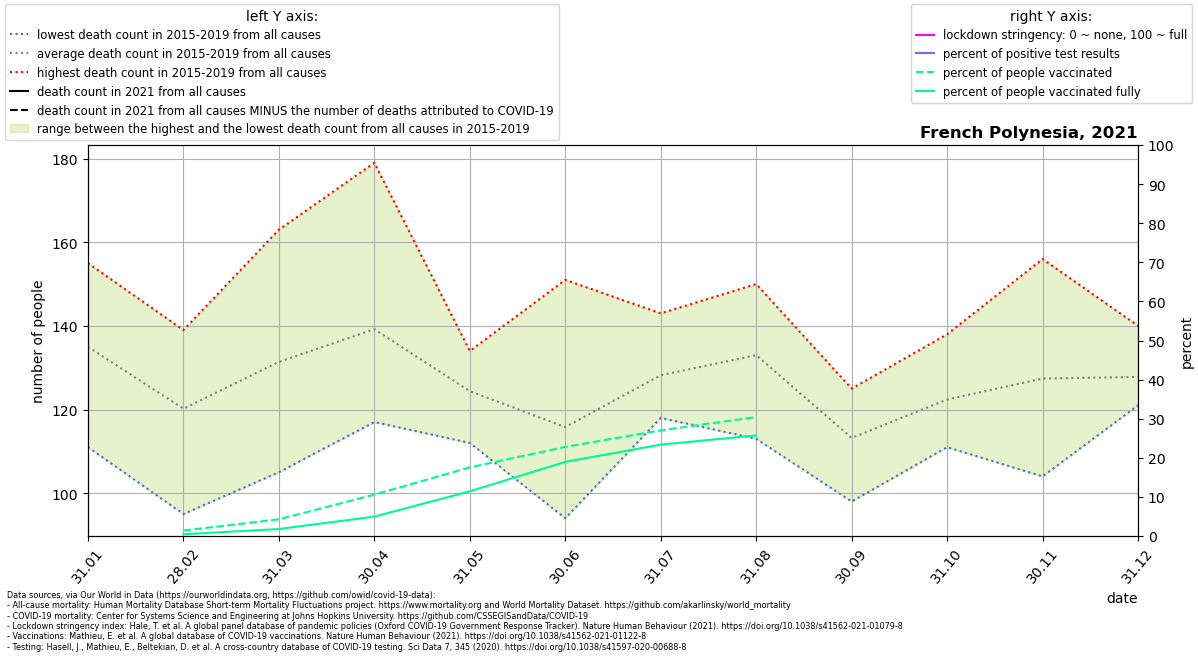 left Y axis:
lowest death count in 2015-2019 from all causes
average death count in 2015-2019 from all causes
highest death count in 2015-2019 from all causes
death count in 2021 from all causes
death count in 2021 from all causes MINUS the number of deaths attributed to COVID-19
range between the highest and the lowest death count from all causes in 2015-2019
right Y axis:
lockdown stringency: 0 ~ none, 100 ~ full
percent of positive test results
percent of people vaccinated
percent of people vaccinated fully
French Polynesia, 2021
180
160
140
120
100
number of people
100
90
80
70
60
50
40
30
20
10
0
percent
31.01
28.02
31.03
30.04
31.05
30.06
31.07
31.08
30.09
31.10
30.11
31.12
date
Data sources, via Our World in Data (https://ourworldindata.org, https://github.com/owid/covid-19-data):
- All-cause mortality: Human Mortality Database Short-term Mortality Fluctuations project. https://www.mortality.org and World Mortality Dataset. https://github.com/akarlinsky/world_mortality
- COVID-19 mortality: Center for Systems Science and Engineering at Johns Hopkins University. https://github.com/CSSEGISandData/COVID-19
- Lockdown stringency index: Hale, T. et al. A global panel database of pandemic policies (Oxford COVID-19 Government Response Tracker). Nature Human Behaviour (2021). https://doi.org/10.1038/s41562-021-01079-8
- Vaccinations: Mathieu, E. et al. A global database of COVID-19 vaccinations. Nature Human Behaviour (2021). https://doi.org/10.1038/s41562-021-01122-8
- Testing: Hasell, J., Mathieu, E., Beltekian, D. et al. A cross-country database of COVID-19 testing. Sci Data 7, 345 (2020). https://doi.org/10.1038/s41597-020-00688-8